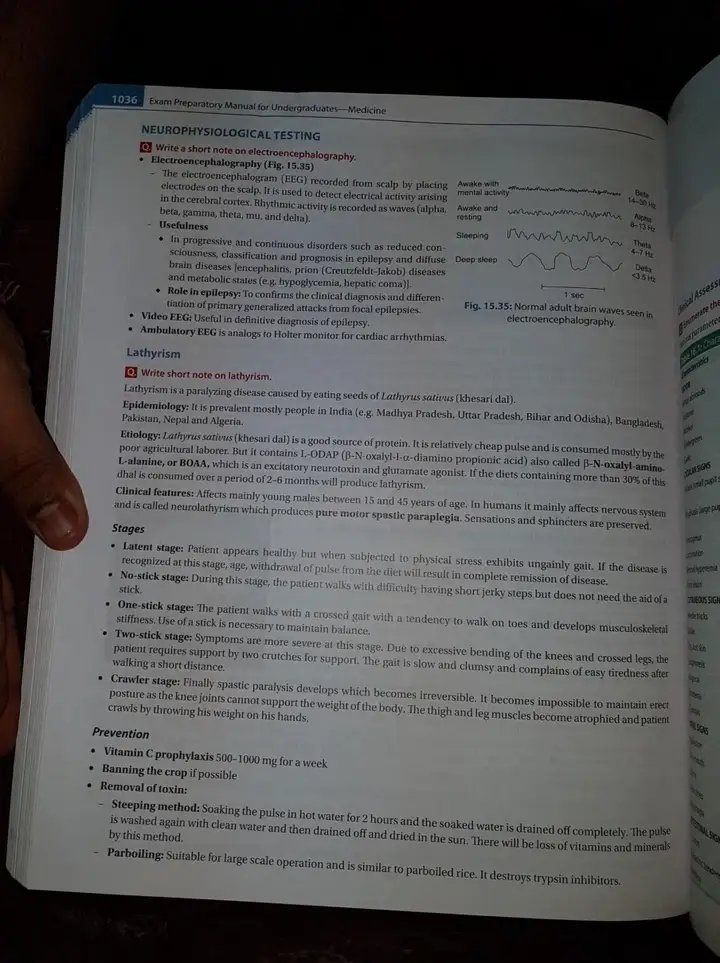 1036 Exam Preparatory Manual for Undergraduates—Medicine
NEUROPHYSIOLOGICAL TESTING
Q. Write a short note on electroencephalography.
• Electroencephalography (Fig. 15.35)
– The electroencephalogram (EEG) recorded from scalp by placing
electrodes on the scalp. It is used to detect electrical activity arising
in the cerebral cortex. Rhythmic activity is recorded as waves (alpha,
beta, gamma, theta, mu, and delta).
– Usefulness
• In progressive and continuous disorders such as reduced con-
sciousness, classification and prognosis in epilepsy and diffuse
brain diseases [encephalitis, prion (Creutzfeldt-Jakob) diseases
and metabolic states (e.g. hypoglycemia, hepatic coma)].
• Role in epilepsy: To confirms the clinical diagnosis and differen-
tiation of primary generalized attacks from focal epilepsies.
• Video EEG: Useful in definitive diagnosis of epilepsy.
• Ambulatory EEG is analogs to Holter monitor for cardiac arrhythmias.
Awake with
mental activity
Beta
14–30 Hz
Awake and
resting
Alpha
8–13 Hz
Sleeping
Theta
4–7 Hz
Deep sleep
Delta
<3.5 Hz
1 sec
Fig. 15.35: Normal adult brain waves seen in
electroencephalography.
Lathyrism
Q. Write short note on lathyrism.
Lathyrism is a paralyzing disease caused by eating seeds of Lathyrus sativus (khesari dal).
Epidemiology: It is prevalent mostly people in India (e.g. Madhya Pradesh, Uttar Pradesh, Bihar and Odisha), Bangladesh,
Pakistan, Nepal and Algeria.
Etiology: Lathyrus sativus (khesari dal) is a good source of protein. It is relatively cheap pulse and is consumed mostly by the
poor agricultural laborer. But it contains L-ODAP (β-N-oxalyl-l-α-diamino propionic acid) also called β-N-oxalyl-amino-
L-alanine, or BOAA, which is an excitatory neurotoxin and glutamate agonist. If the diets containing more than 30% of this
dhal is consumed over a period of 2–6 months will produce lathyrism.
Clinical features: Affects mainly young males between 15 and 45 years of age. In humans it mainly affects nervous system
and is called neurolathyrism which produces pure motor spastic paraplegia. Sensations and sphincters are preserved.
Stages
• Latent stage: Patient appears healthy but when subjected to physical stress exhibits ungainly gait. If the disease is
recognized at this stage, age, withdrawal of pulse from the diet will result in complete remission of disease.
• No-stick stage: During this stage, the patient walks with difficulty having short jerky steps but does not need the aid of a
stick.
• One-stick stage: The patient walks with a crossed gait with a tendency to walk on toes and develops musculoskeletal
stiffness. Use of a stick is necessary to maintain balance.
• Two-stick stage: Symptoms are more severe at this stage. Due to excessive bending of the knees and crossed legs, the
patient requires support by two crutches for support. The gait is slow and clumsy and complains of easy tiredness after
walking a short distance.
• Crawler stage: Finally spastic paralysis develops which becomes irreversible. It becomes impossible to maintain erect
posture as the knee joints cannot support the weight of the body. The thigh and leg muscles become atrophied and patient
crawls by throwing his weight on his hands.
Prevention
• Vitamin C prophylaxis 500–1000 mg for a week
• Banning the crop if possible
• Removal of toxin:
– Steeping method: Soaking the pulse in hot water for 2 hours and the soaked water is drained off completely. The pulse
is washed again with clean water and then drained off and dried in the sun. There will be loss of vitamins and minerals
by this method.
– Parboiling: Suitable for large scale operation and is similar to parboiled rice. It destroys trypsin inhibitors.